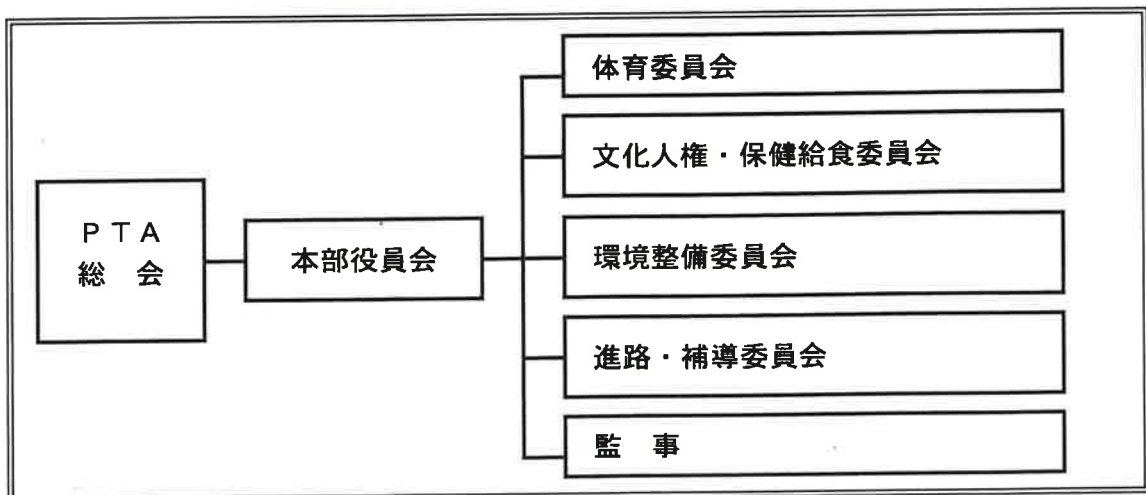 ＰＴＡ
総　会
本部役員会
体育委員会
文化人権・保健給食委員会
環境整備委員会
進路・補導委員会
監　事